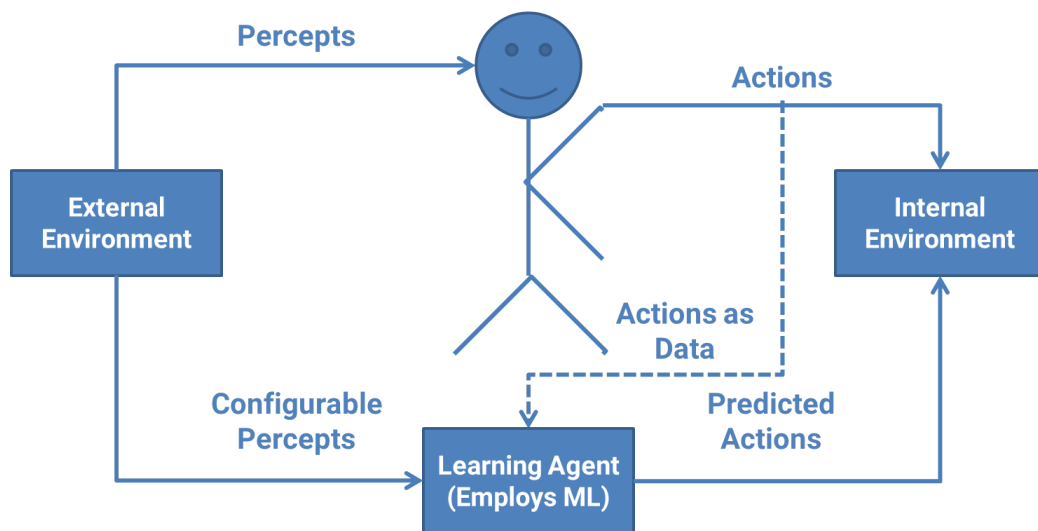 Percepts
Actions
External
Environment
Internal
Environment
Actions as
Data
Configurable
Percepts
Predicted
Actions
Learning Agent
(Employs ML)